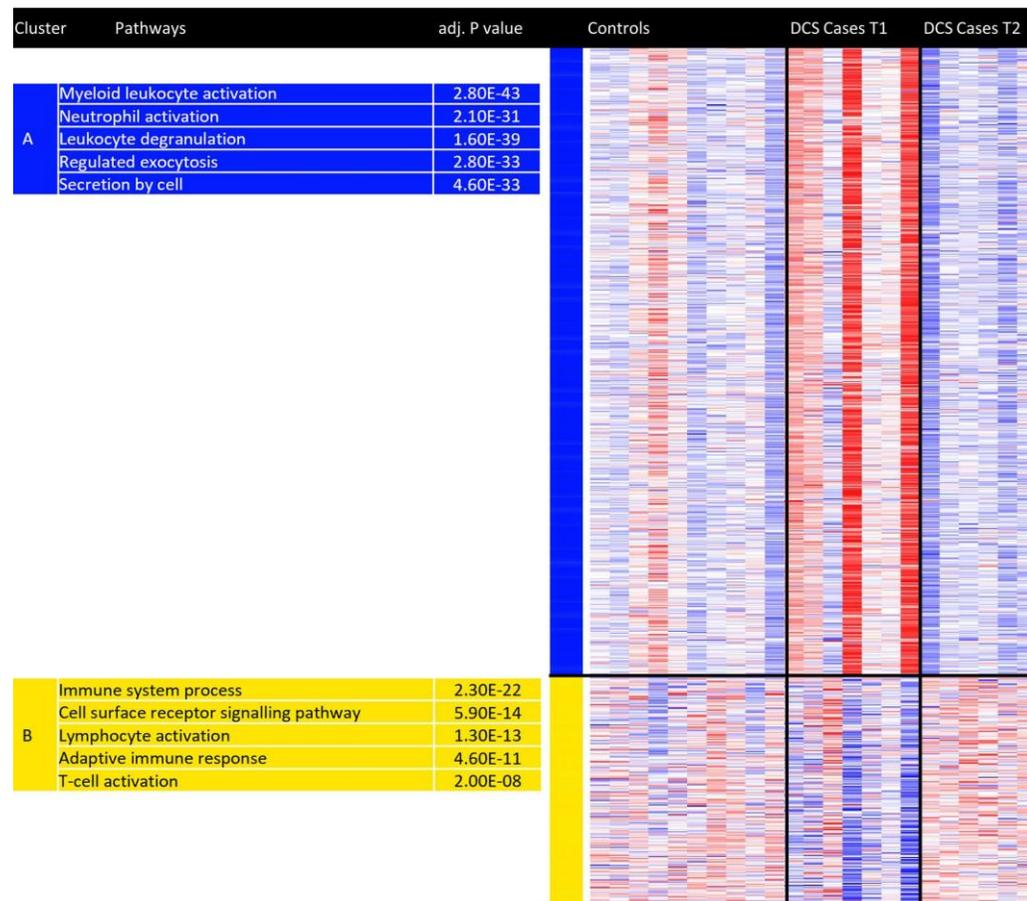 Cluster Pathways adj. P value Controls DCS Cases T1 DCS Cases T2
Myeloid leukocyte activation 2.80E-43
Neutrophil activation 2.10E-31
A Leukocyte degranulation 1.60E-39
Regulated exocytosis 2.80E-33
Secretion by cell 4.60E-33
Immune system process 2.30E-22
Cell surface receptor signalling pathway 5.90E-14
B Lymphocyte activation 1.30E-13
Adaptive immune response 4.60E-11
T-cell activation 2.00E-08